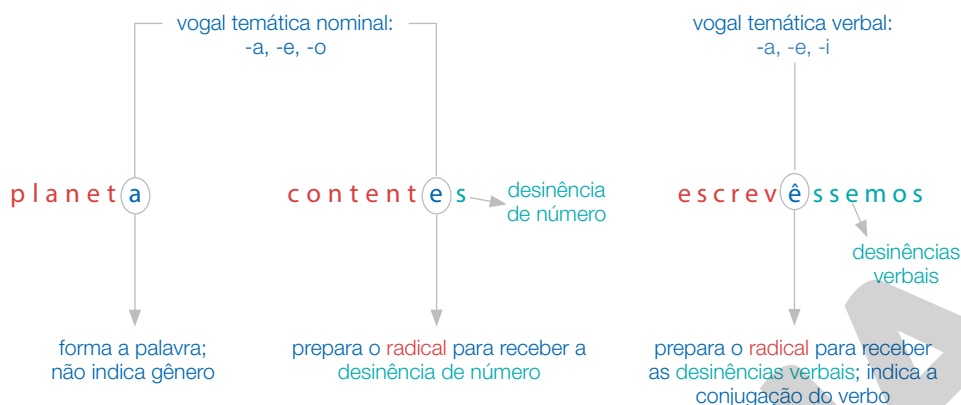 vogal temática nominal:
-a, -e, -o
vogal temática verbal:
-a, -e, -i
planeta
contentes
desinência
de número
escrevêssemos
desinências
verbais
forma a palavra;
não indica gênero
prepara o radical para receber a
desinência de número
prepara o radical para receber
as desinências verbais; indica a
conjugação do verbo